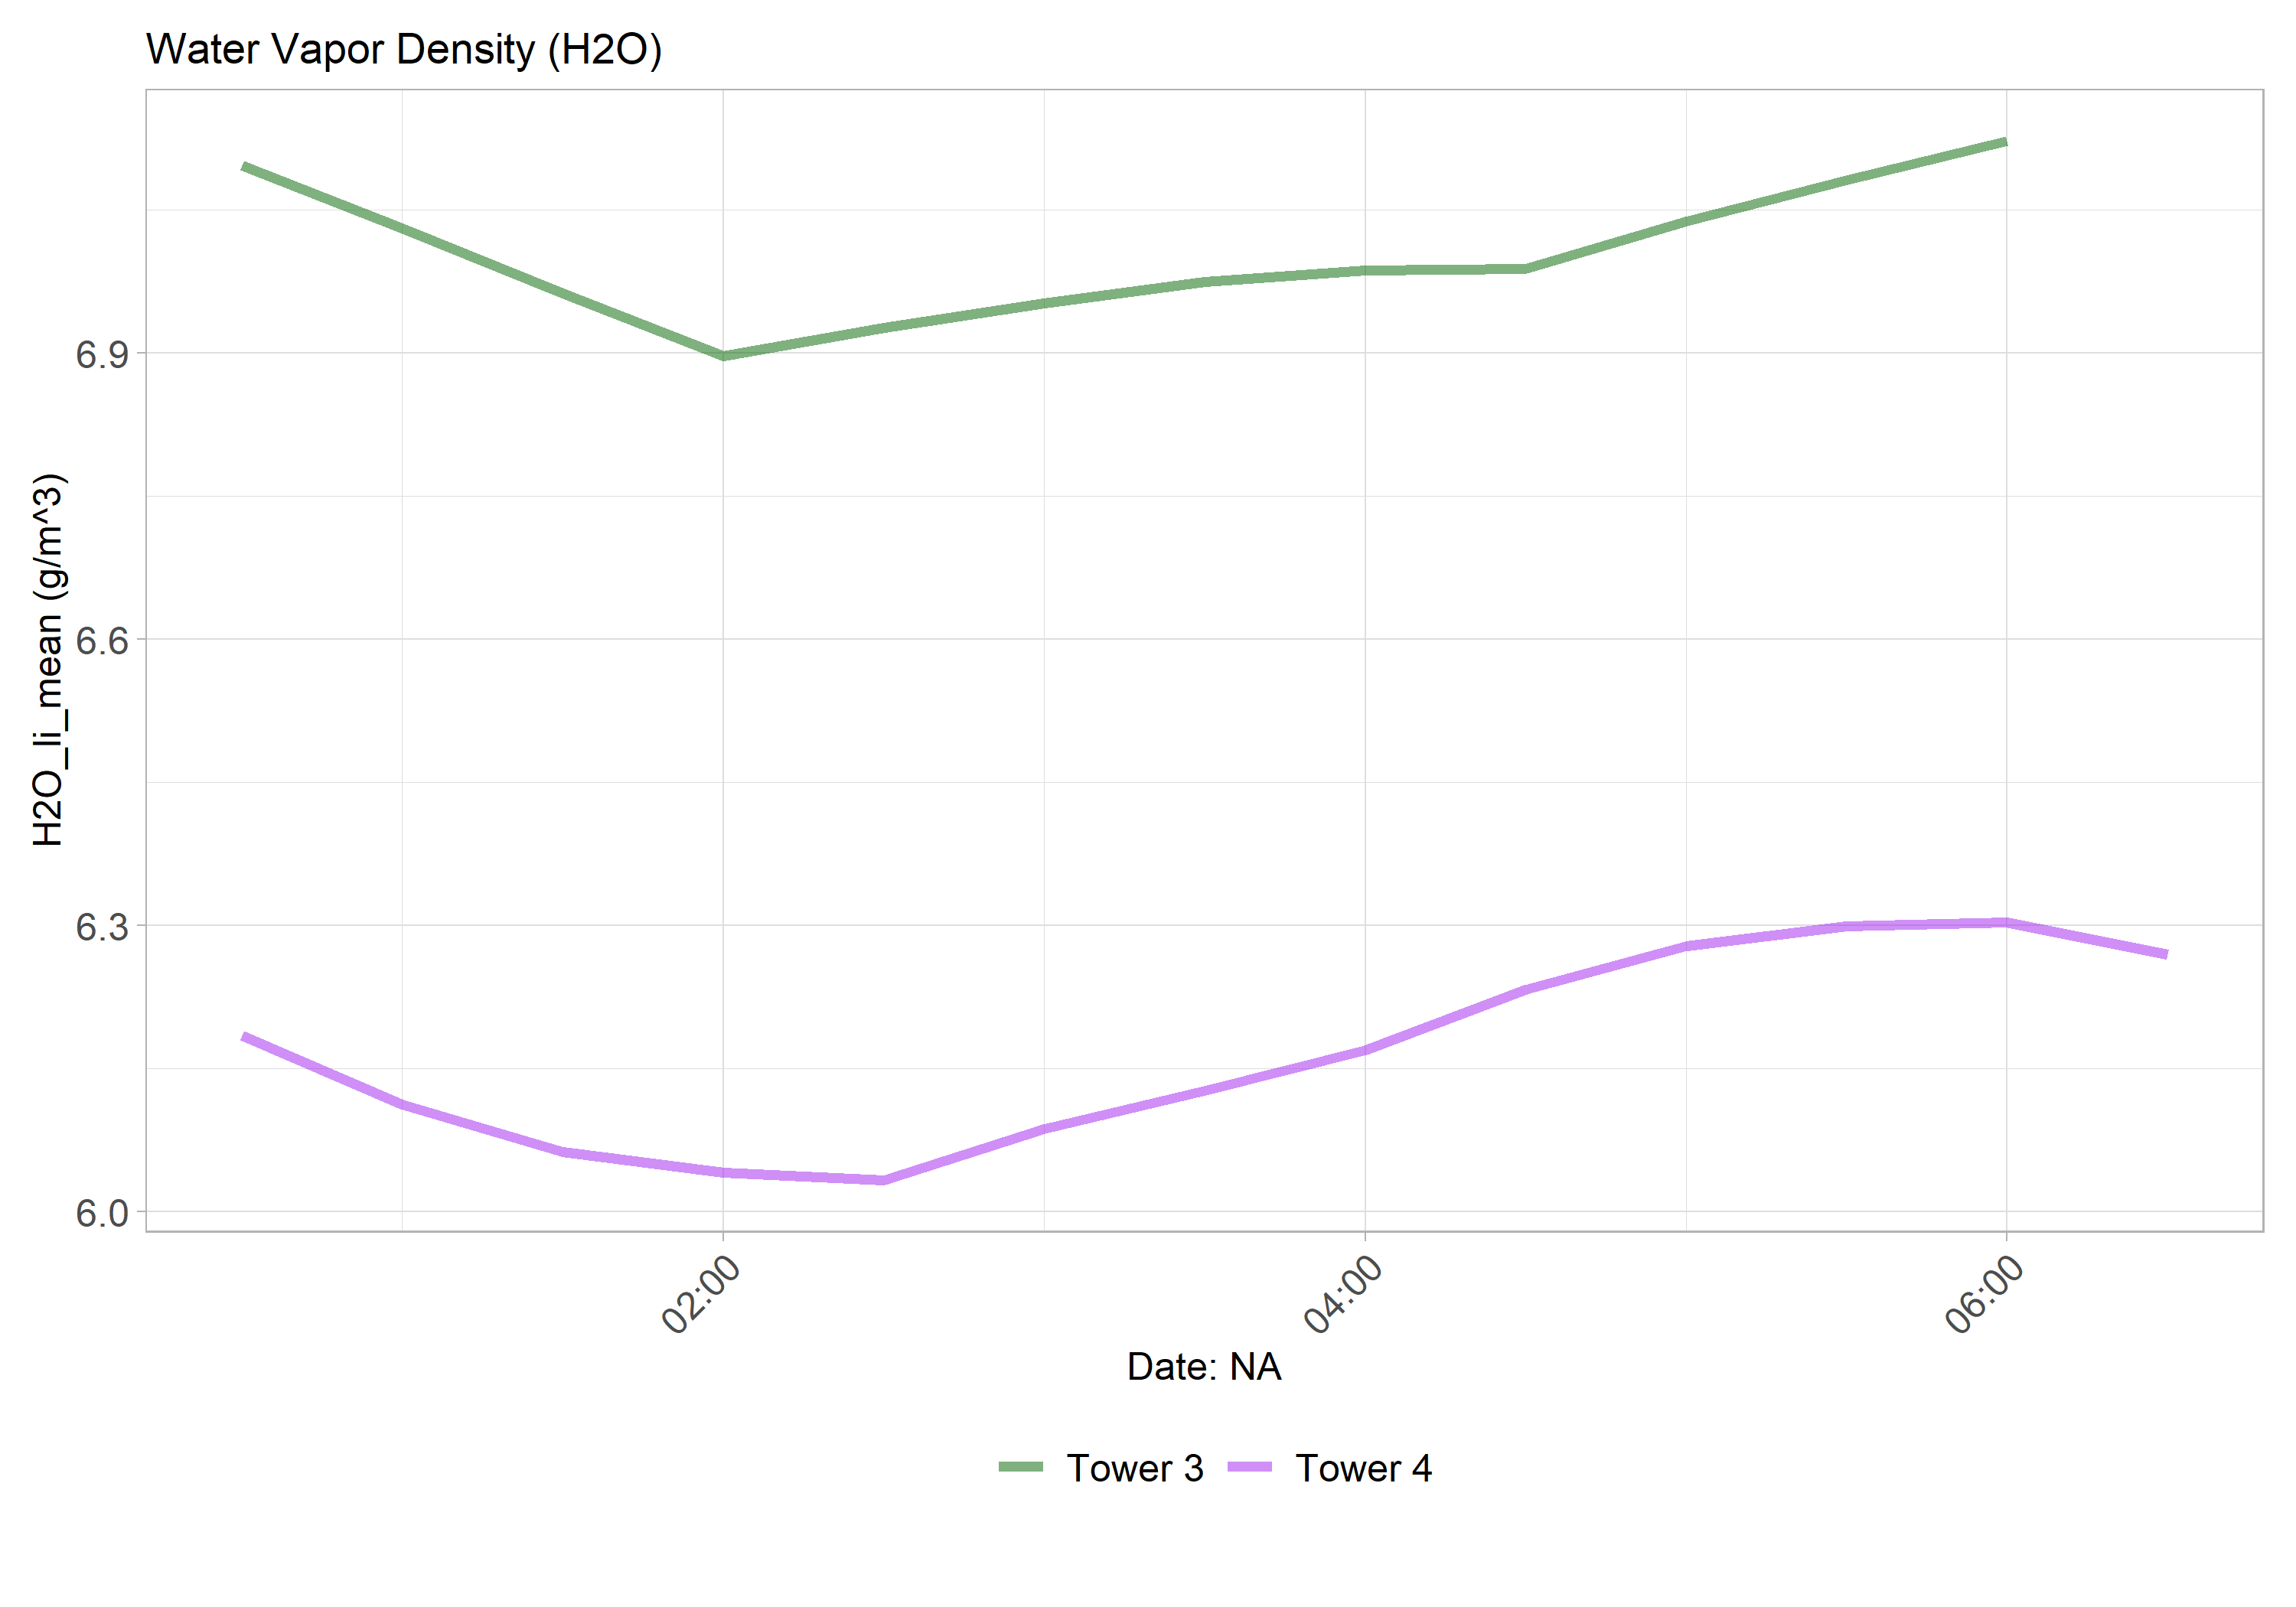 Water Vapor Density (H2O)
H2O_li_mean (g/m^3)
6.9
6.6
6.3
6.0
02:00
04:00
06:00
Date: NA
Tower 3
Tower 4